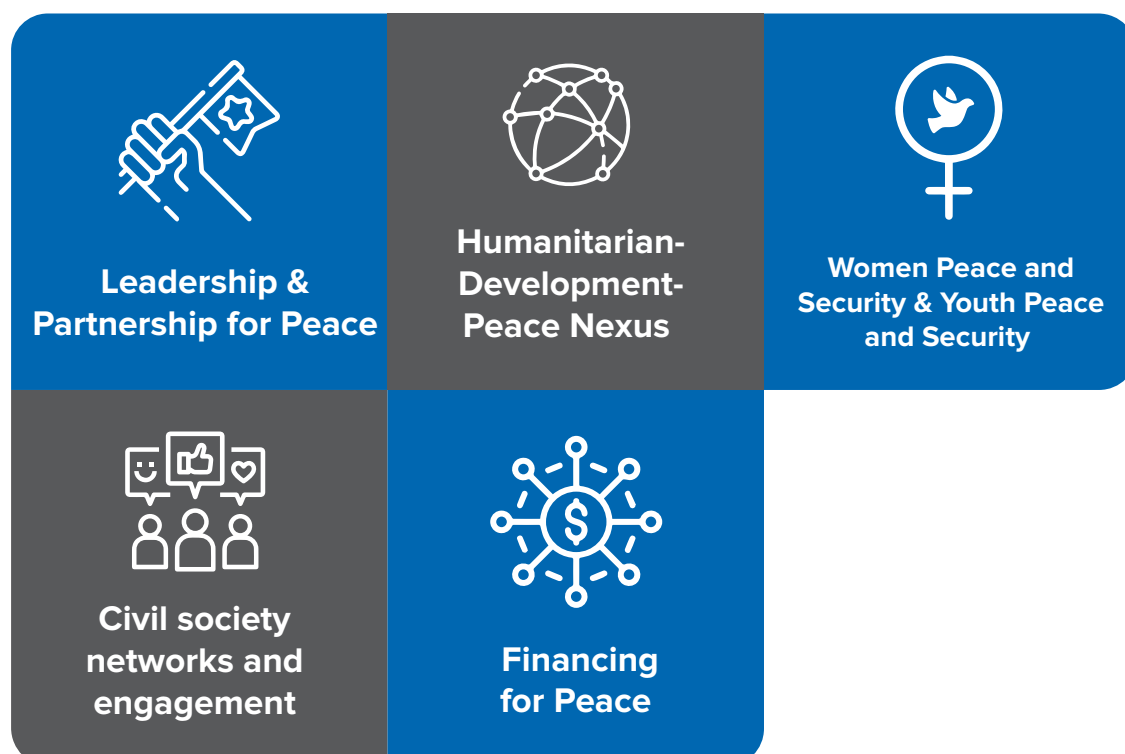 Leadership &
Partnership for Peace
Humanitarian-
Development-
Peace Nexus
Women Peace and
Security & Youth Peace
and Security
Civil society
networks and
engagement
$
Financing
for Peace